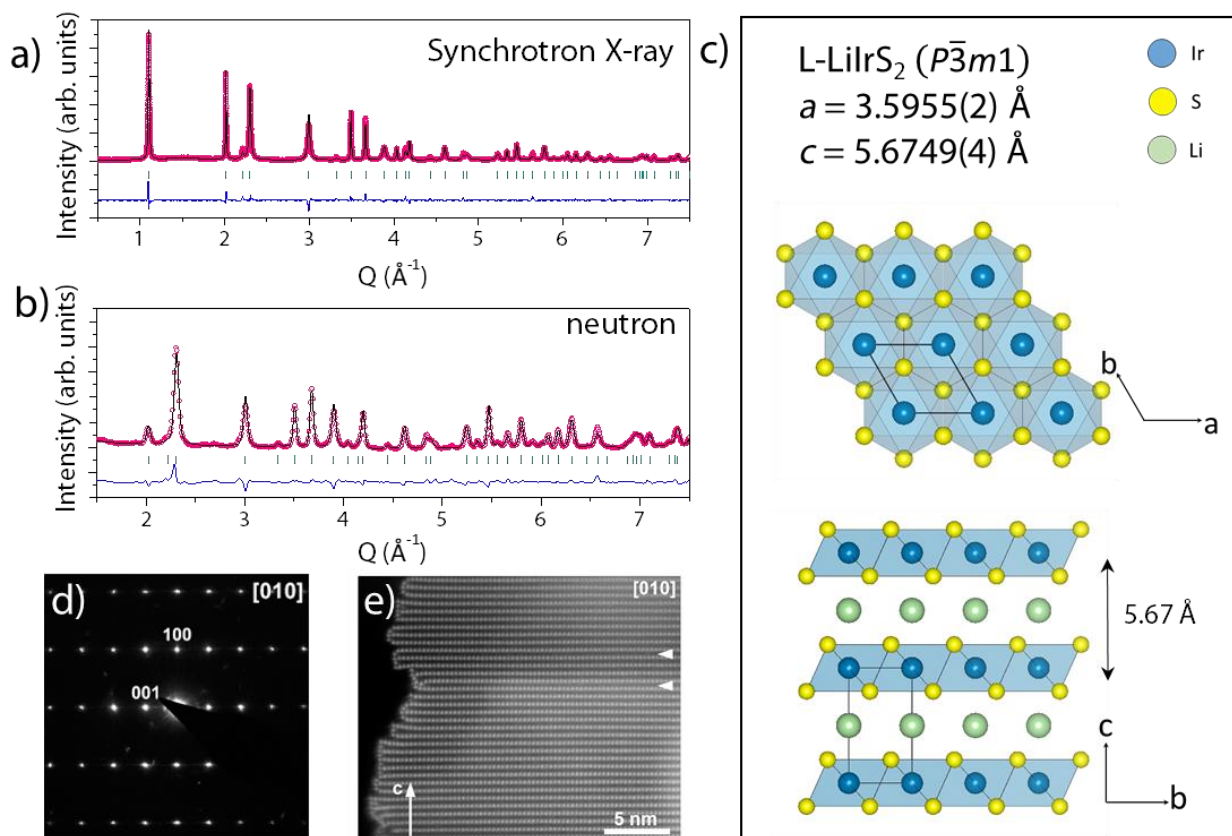 a)
Synchrotron X-ray
Intensity (arb. units)
1 2 3 4 5 6 7
Q (Å⁻¹)
b)
neutron
Intensity (arb. units)
2 3 4 5 6 7
Q (Å⁻¹)
c)
L-LiIrS₂ (P3̅m1)
a = 3.5955(2) Å
c = 5.6749(4) Å
Ir
S
Li
b
a
5.67 Å
c
b
d)
[010]
100
001
e)
[010]
c
5 nm